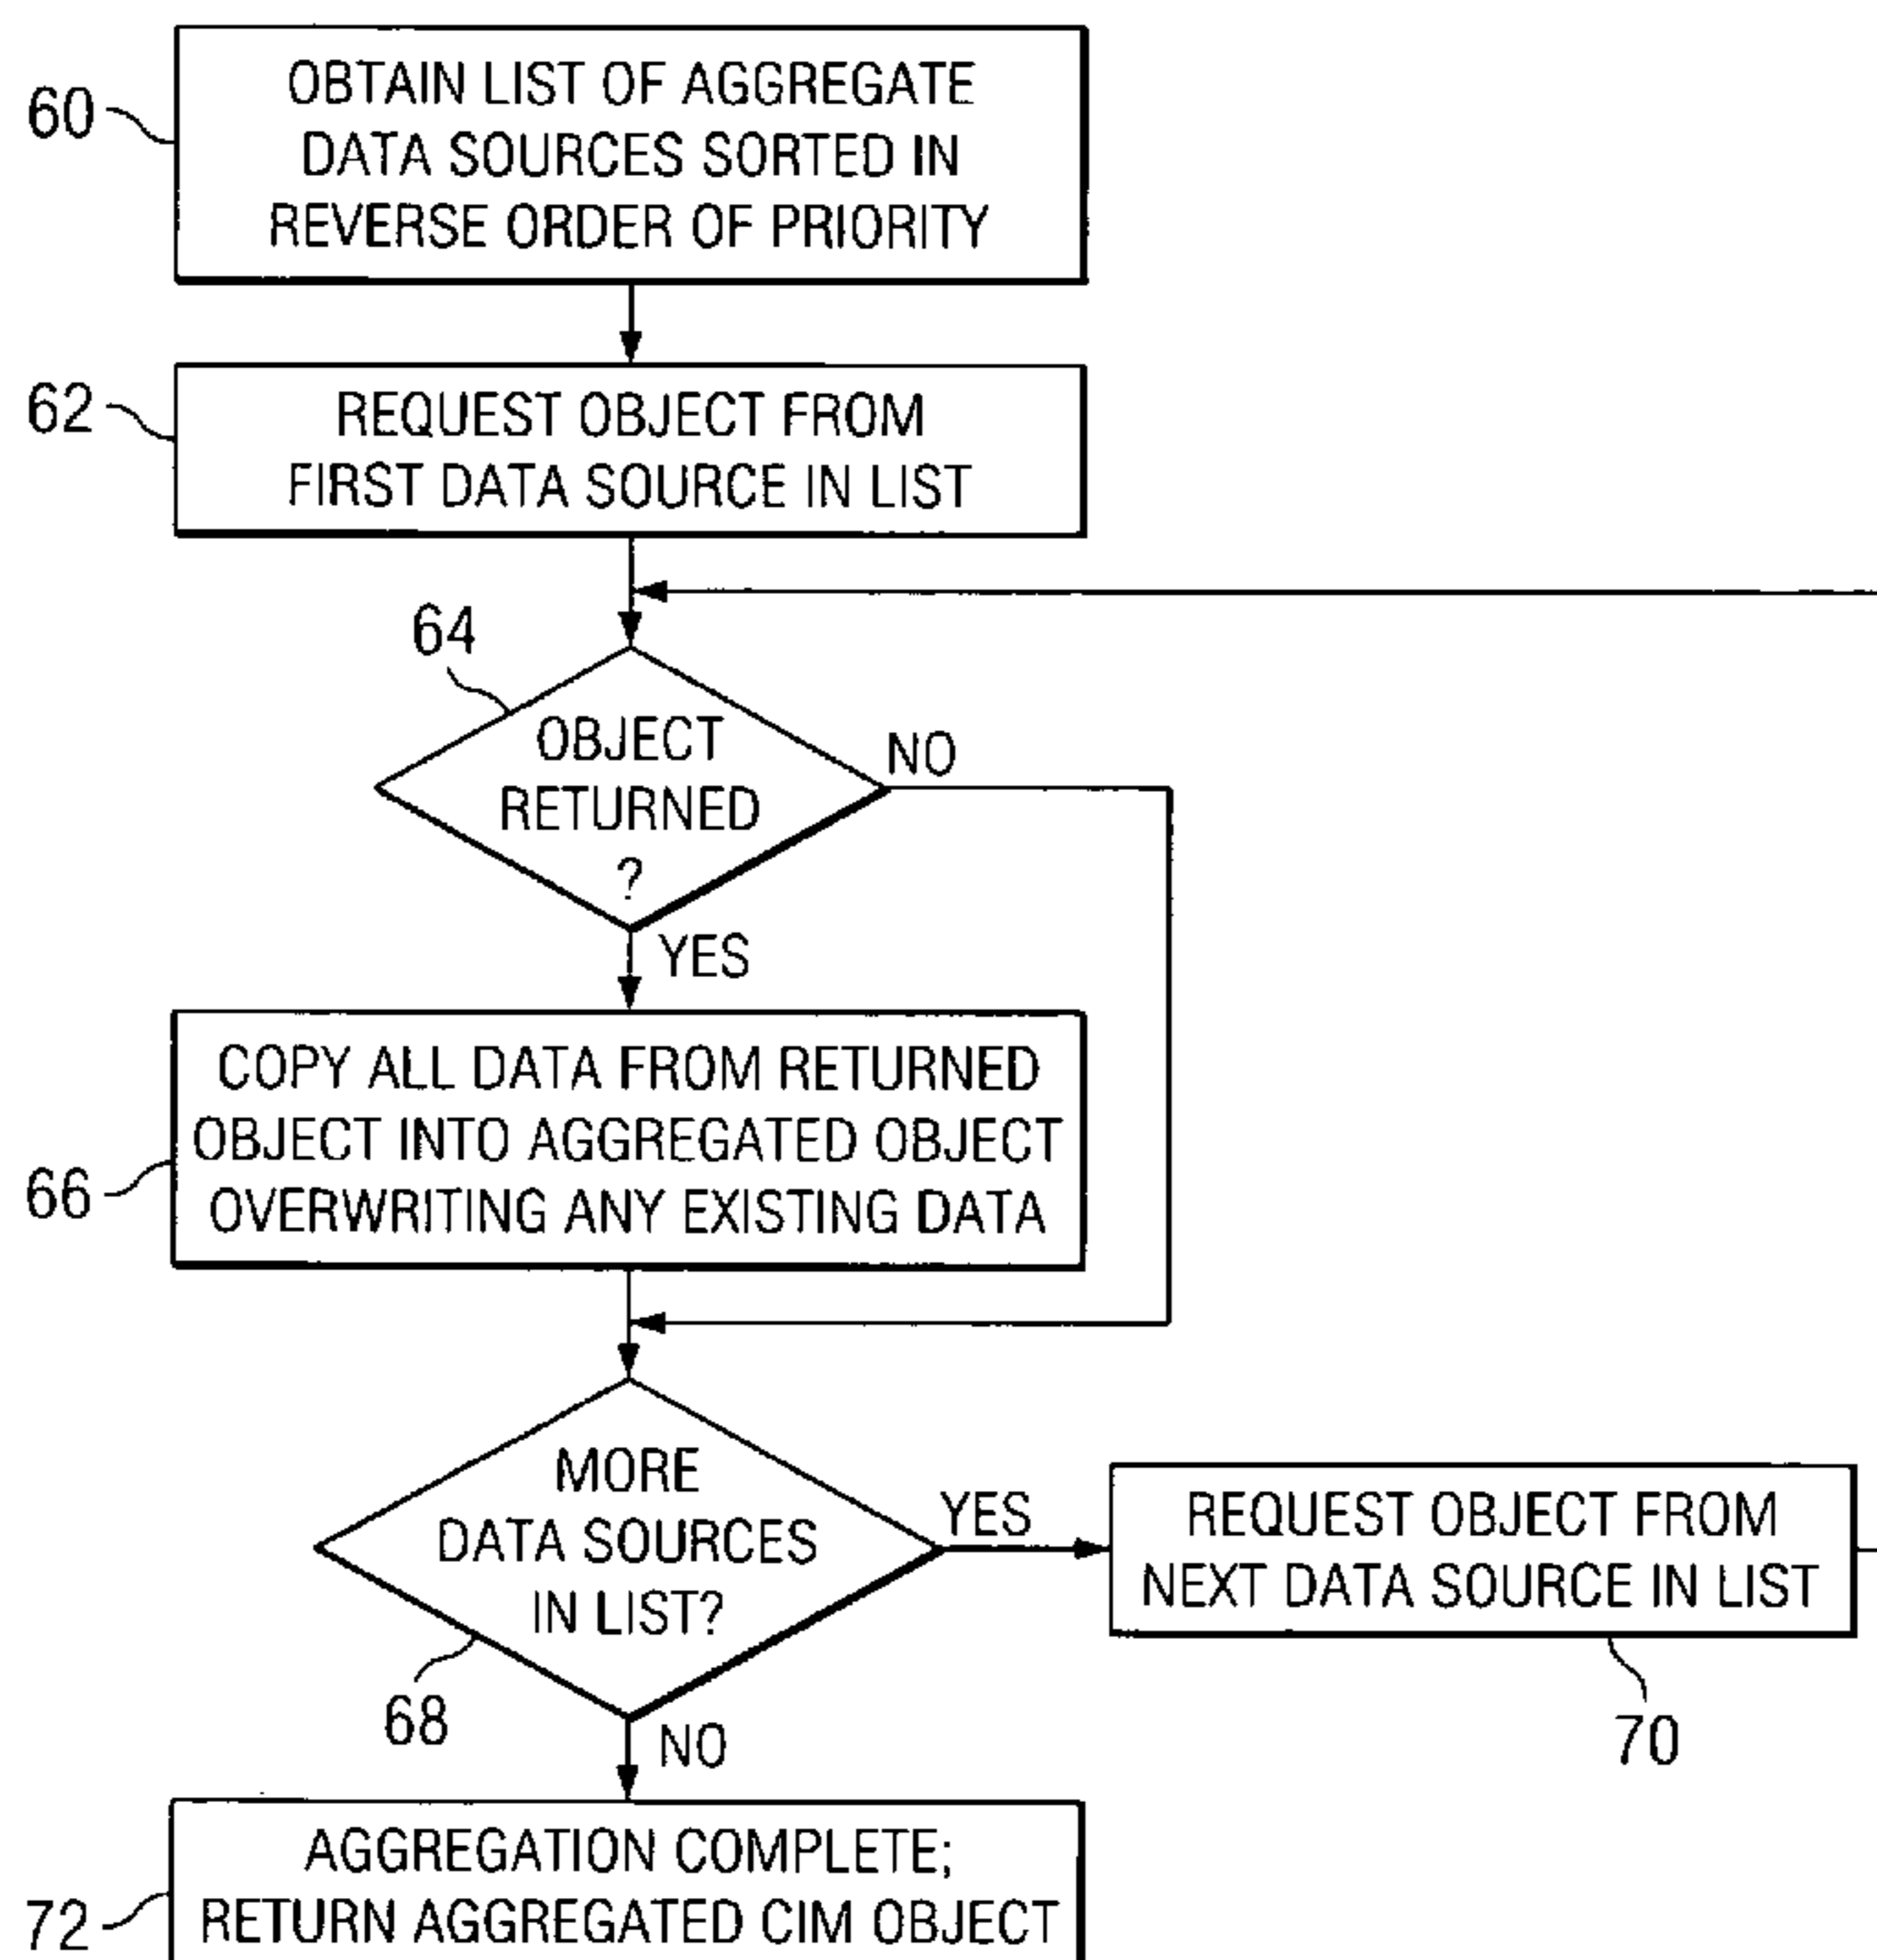 60
OBTAIN LIST OF AGGREGATE
DATA SOURCES SORTED IN
REVERSE ORDER OF PRIORITY
62
REQUEST OBJECT FROM
FIRST DATA SOURCE IN LIST
64
OBJECT
RETURNED
?
NO
YES
66
COPY ALL DATA FROM RETURNED
OBJECT INTO AGGREGATED OBJECT
OVERWRITING ANY EXISTING DATA
MORE
DATA SOURCES
IN LIST?
68
YES
REQUEST OBJECT FROM
NEXT DATA SOURCE IN LIST
70
NO
72
AGGREGATION COMPLETE;
RETURN AGGREGATED CIM OBJECT